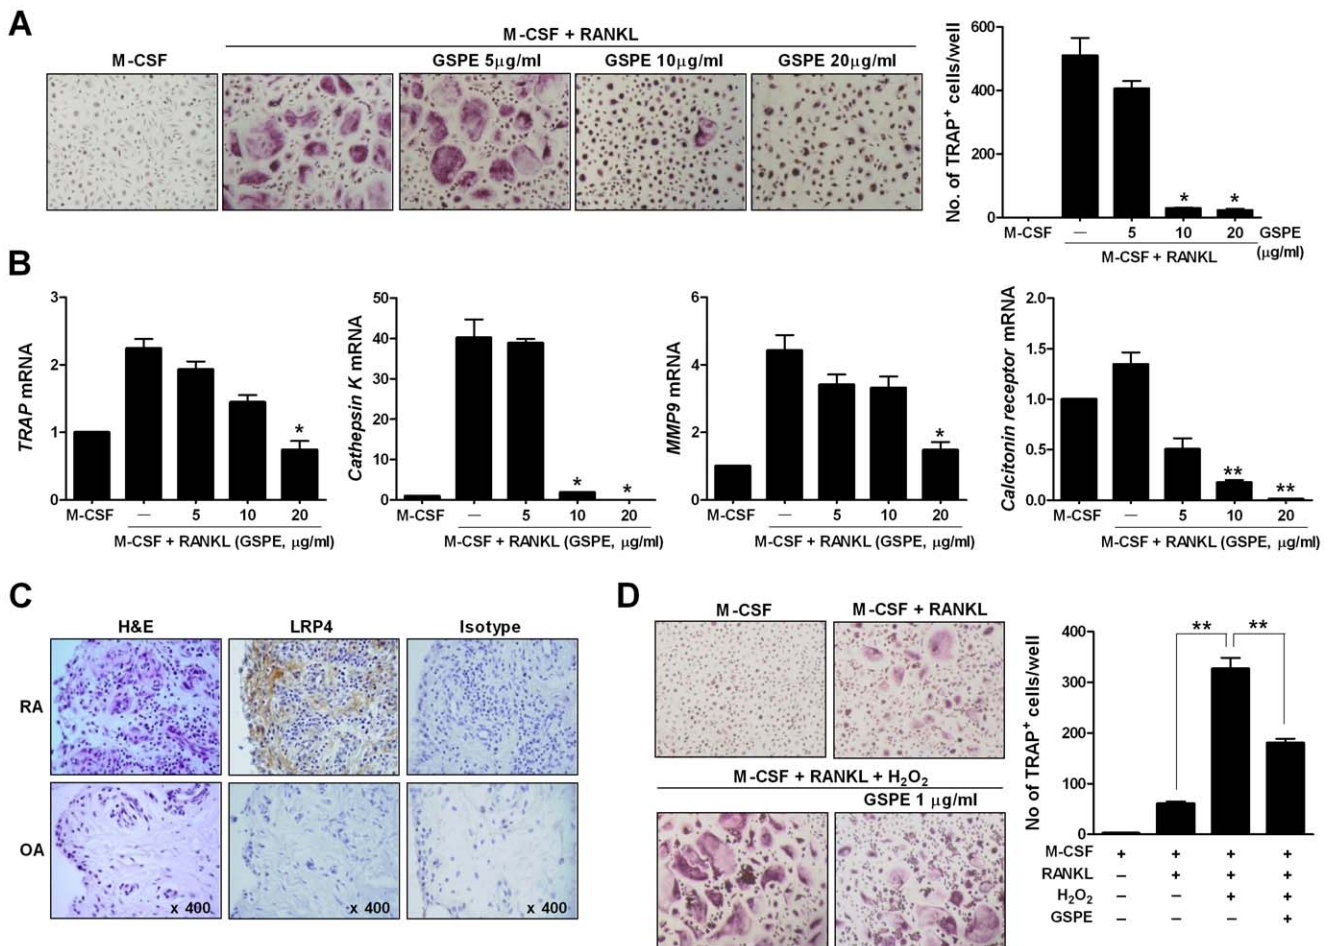 A
M-CSF + RANKL
M-CSF
GSPE 5μg/ml
GSPE 10μg/ml
GSPE 20μg/ml
No. of TRAP+ cells/well
600
400
200
0
M-CSF — 5 10 20 GSPE
(μg/ml)
M-CSF + RANKL
* *
B
TRAP mRNA
3
2
1
0
*
M-CSF — 5 10 20
M-CSF + RANKL (GSPE, μg/ml)
Cathepsin K mRNA
50
40
30
20
10
0
* *
M-CSF — 5 10 20
M-CSF + RANKL (GSPE, μg/ml)
MMP9 mRNA
6
4
2
0
*
M-CSF — 5 10 20
M-CSF + RANKL (GSPE, μg/ml)
Calcitonin receptor mRNA
2.0
1.5
1.0
0.5
0.0
** **
M-CSF — 5 10 20
M-CSF + RANKL (GSPE, μg/ml)
C
H&E LRP4 Isotype
RA
OA
x 400 x 400 x 400
D
M-CSF M-CSF + RANKL
M-CSF + RANKL + H2O2
GSPE 1 μg/ml
No of TRAP+ cells/well
400
300
200
100
0
** **
M-CSF + + + +
RANKL – + + +
H2O2 – – + +
GSPE – – – +